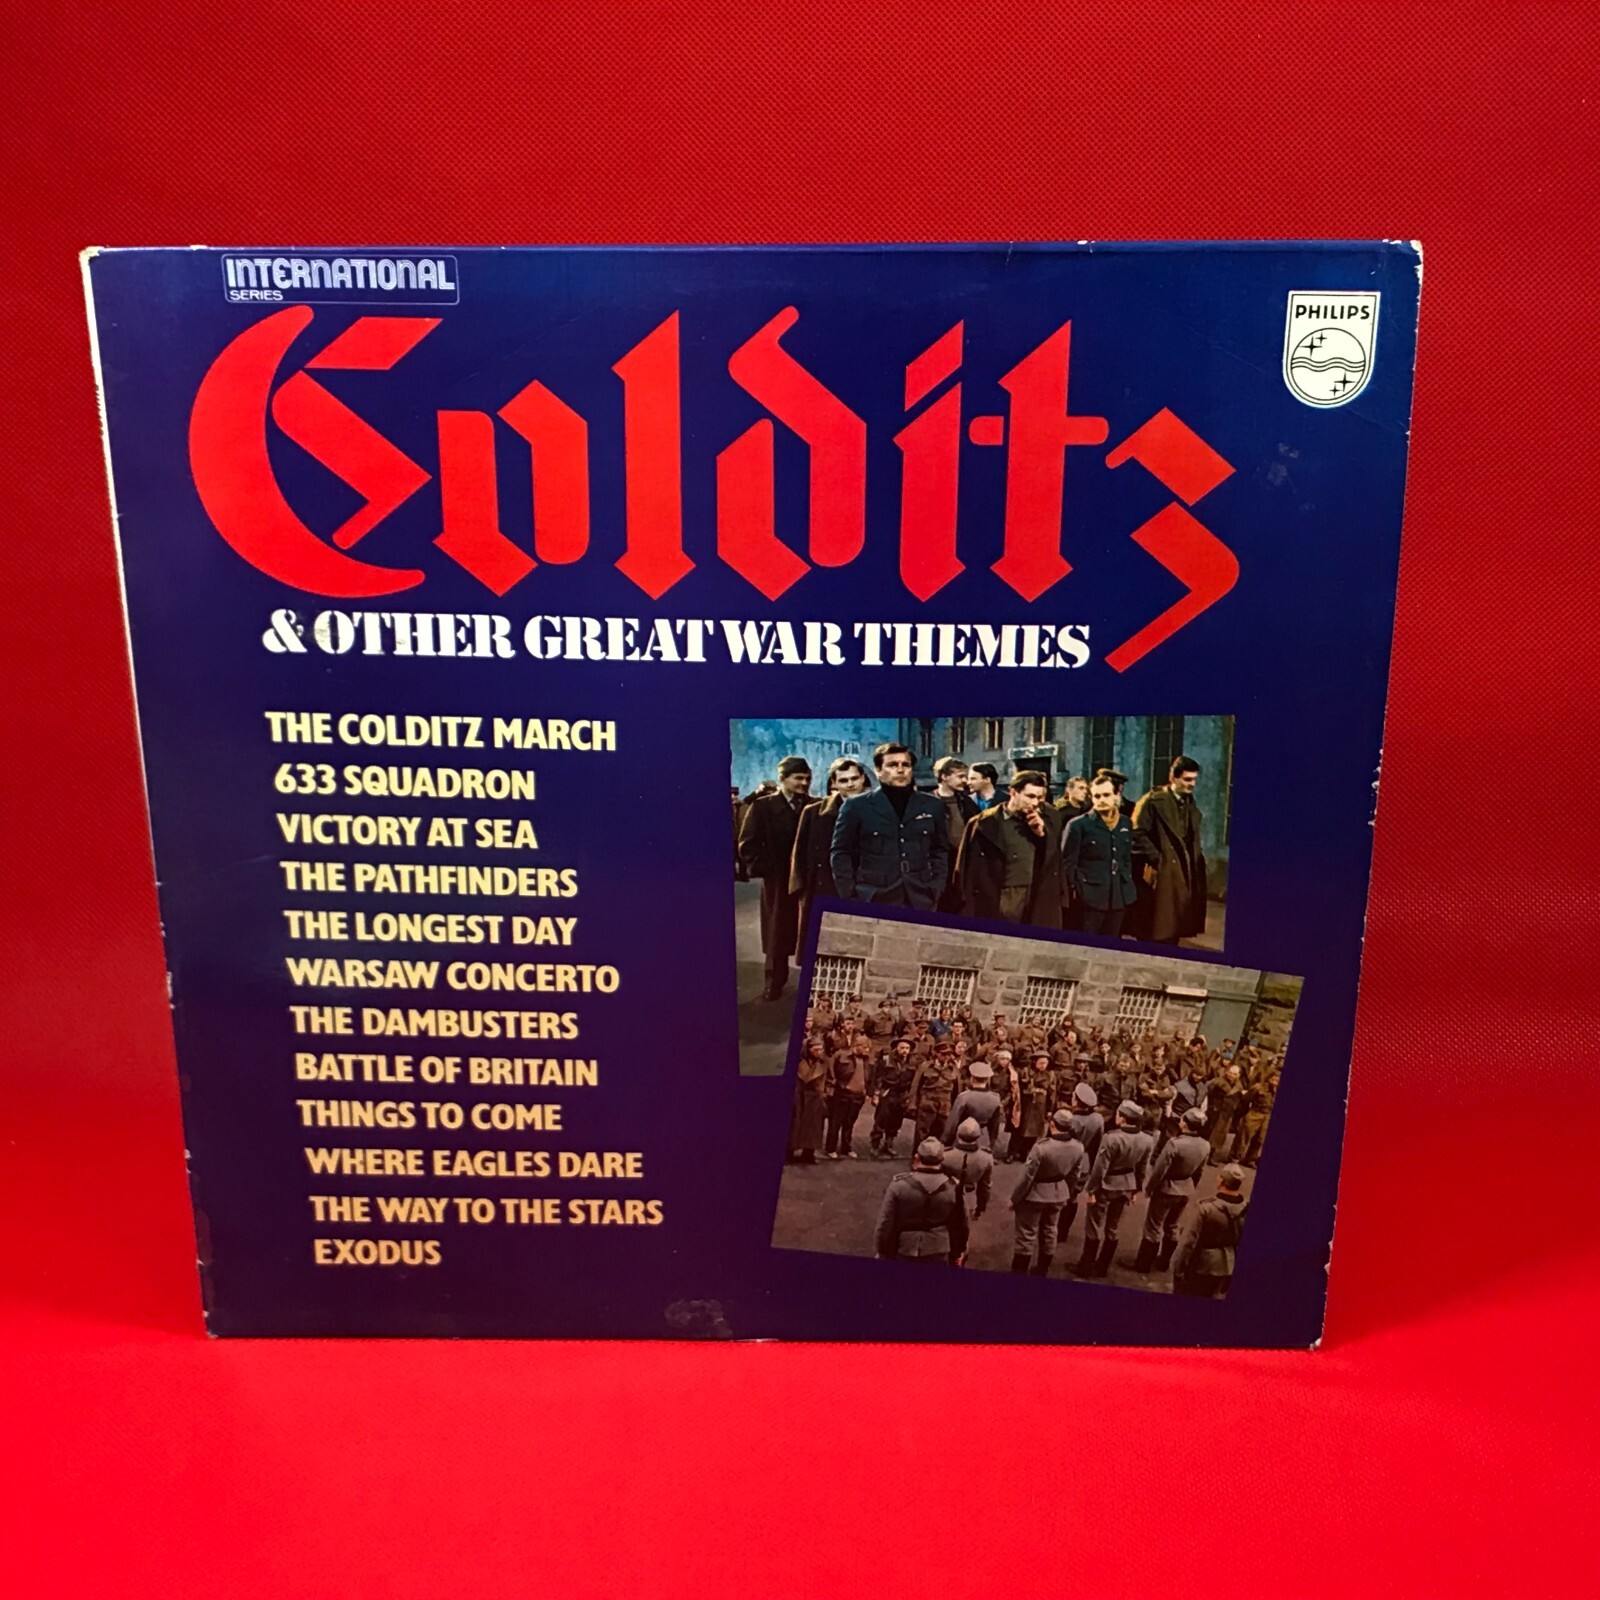 INTERNATIONAL
SERIES
PHILIPS
Colditz
& OTHER GREAT WAR THEMES
THE COLDITZ MARCH
633 SQUADRON
VICTORY AT SEA
THE PATHFINDERS
THE LONGEST DAY
WARSAW CONCERTO
THE DAMBUSTERS
BATTLE OF BRITAIN
THINGS TO COME
WHERE EAGLES DARE
THE WAY TO THE STARS
EXODUS